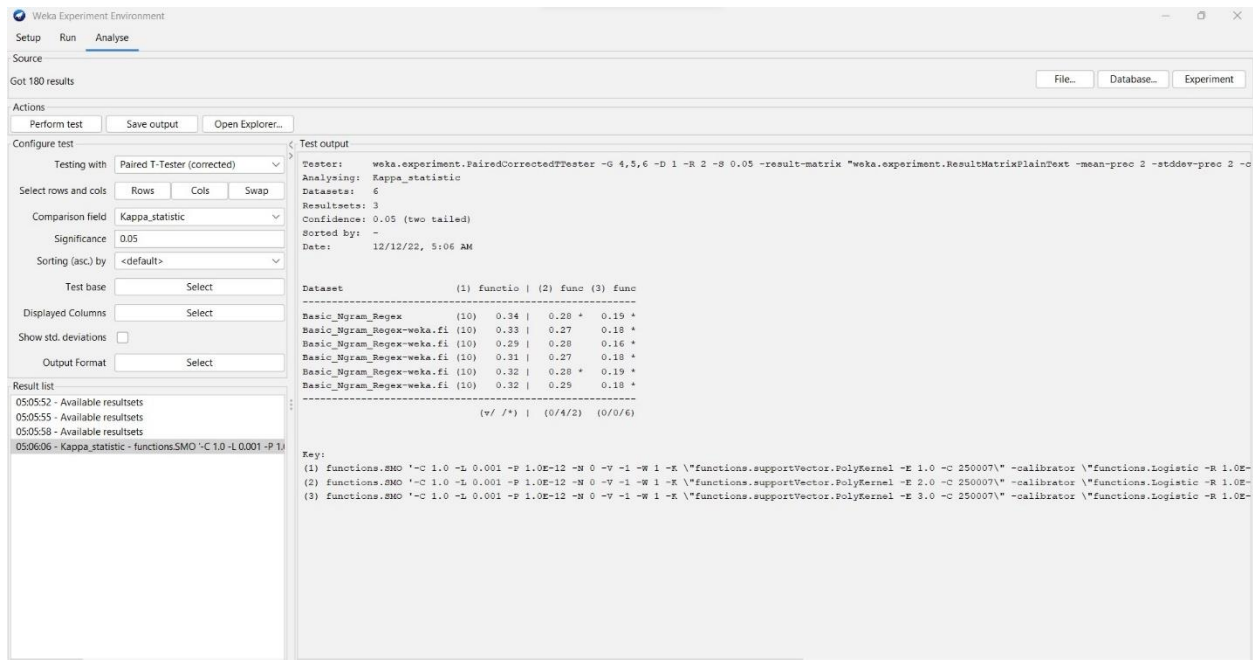 Weka Experiment Environment
Setup Run Analyse
Source
Got 180 results
File... Database... Experiment
Actions
Perform test Save output Open Explorer...
Configure test
Testing with Paired T-Tester (corrected)
Select rows and cols Rows Cols Swap
Comparison field Kappa_statistic
Significance 0.05
Sorting (asc.) by <default>
Test base Select
Displayed Columns Select
Show std. deviations
Output Format Select
Result list
05:05:52 - Available resultsets
05:05:55 - Available resultsets
05:05:58 - Available resultsets
05:06:06 - Kappa_statistic - functions.SMO '-C 1.0 -L 0.001 -P 1.0
Test output
Tester: weka.experiment.PairedCorrectedTTester -G 4,5,6 -D 1 -R 2 -S 0.05 -result-matrix "weka.experiment.ResultMatrixPlainText -mean-prec 2 -stddev-prec 2 -c
Analysing: Kappa_statistic
Datasets: 6
Resultsets: 3
Confidence: 0.05 (two tailed)
Sorted by: -
Date: 12/12/22, 5:06 AM
Dataset (1) functio | (2) func (3) func
--------------------------------------------------------------
Basic_Ngram_Regex (10) 0.34 | 0.28 * 0.19 *
Basic_Ngram_Regex-weka.fi (10) 0.33 | 0.27 0.18 *
Basic_Ngram_Regex-weka.fi (10) 0.29 | 0.28 0.16 *
Basic_Ngram_Regex-weka.fi (10) 0.31 | 0.27 0.18 *
Basic_Ngram_Regex-weka.fi (10) 0.32 | 0.28 * 0.19 *
Basic_Ngram_Regex-weka.fi (10) 0.32 | 0.29 0.18 *
--------------------------------------------------------------
(v/ /*) | (0/4/2) (0/0/6)
Key:
(1) functions.SMO '-C 1.0 -L 0.001 -P 1.0E-12 -N 0 -V -1 -W 1 -K \"functions.supportVector.PolyKernel -E 1.0 -C 250007\" -calibrator \"functions.Logistic -R 1.0E-
(2) functions.SMO '-C 1.0 -L 0.001 -P 1.0E-12 -N 0 -V -1 -W 1 -K \"functions.supportVector.PolyKernel -E 2.0 -C 250007\" -calibrator \"functions.Logistic -R 1.0E-
(3) functions.SMO '-C 1.0 -L 0.001 -P 1.0E-12 -N 0 -V -1 -W 1 -K \"functions.supportVector.PolyKernel -E 3.0 -C 250007\" -calibrator \"functions.Logistic -R 1.0E-